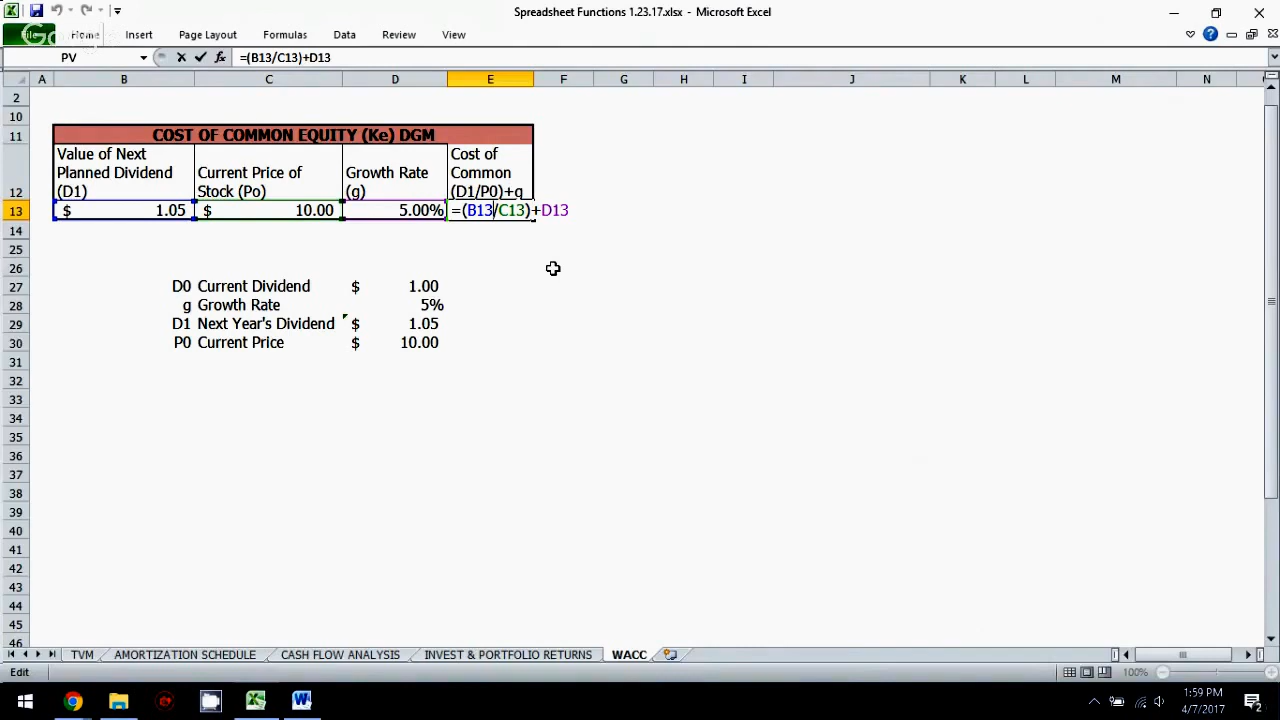 Spreadsheet Functions 1.23.17.xlsx - Microsoft Excel
File Home Insert Page Layout Formulas Data Review View
PV =(B13/C13)+D13
A B C D E F G H I J K L M N
2
10
11 COST OF COMMON EQUITY (Ke) DGM
Value of Next Cost of
Planned Dividend Current Price of Growth Rate Common
12 (D1) Stock (Po) (g) (D1/P0)+g
13 $ 1.05 $ 10.00 5.00% =(B13/C13)+D13
14
25
26
27 D0 Current Dividend $ 1.00
28 g Growth Rate 5%
29 D1 Next Year's Dividend $ 1.05
30 P0 Current Price $ 10.00
31
32
33
34
35
36
37
38
39
40
41
42
43
44
45
46
TVM AMORTIZATION SCHEDULE CASH FLOW ANALYSIS INVEST & PORTFOLIO RETURNS WACC
Edit 100%
1:59 PM
4/7/2017